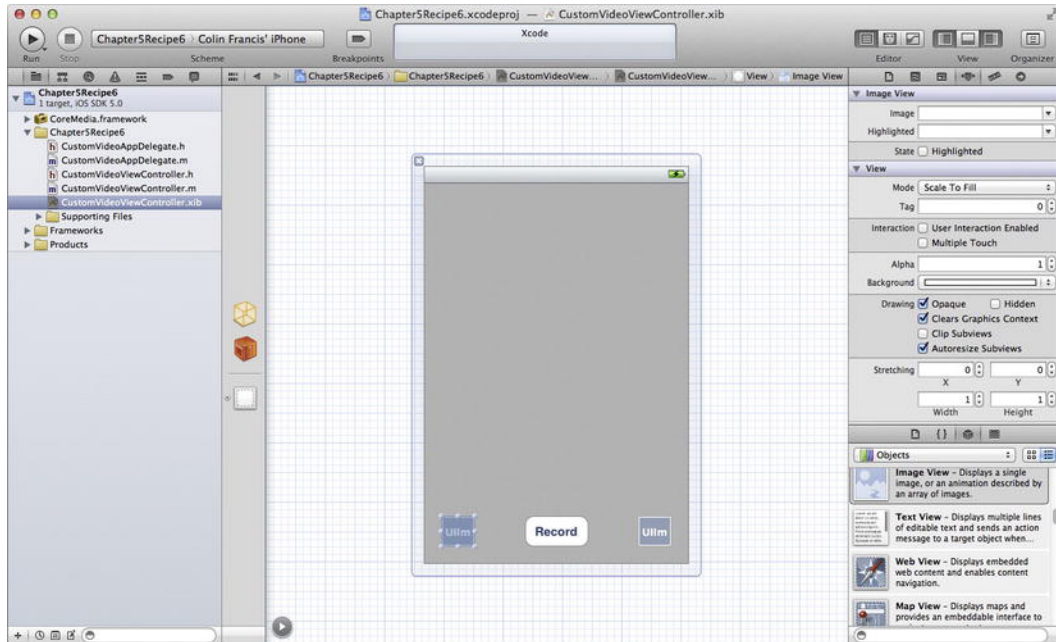 Chapter5Recipe6.xcodeproj — CustomVideoViewController.xib
Run
Stop
Chapter5Recipe6 › Colin Francis' iPhone
Scheme
Breakpoints
Xcode
Editor
View
Organizer
Chapter5Recipe6
1 target, iOS SDK 5.0
CoreMedia.framework
Chapter5Recipe6
CustomVideoAppDelegate.h
CustomVideoAppDelegate.m
CustomVideoViewController.h
CustomVideoViewController.m
CustomVideoViewController.xib
Supporting Files
Frameworks
Products
Chapter5Recipe6 › Chapter5Recipe6 › CustomVideoView... › CustomVideoView... › View › Image View
UIIm
Record
UIIm
Image View
Image
Highlighted
State Highlighted
View
Mode Scale To Fill
Tag 0
Interaction User Interaction Enabled
Multiple Touch
Alpha 1
Background
Drawing Opaque Hidden
Clears Graphics Context
Clip Subviews
Autoresize Subviews
Stretching 0 0
X Y
1 1
Width Height
Objects
Image View – Displays a single
image, or an animation described by
an array of images.
Text View – Displays multiple lines
of editable text and sends an action
message to a target object when...
Web View – Displays embedded
web content and enables content
navigation.
Map View – Displays maps and
provides an embeddable interface to